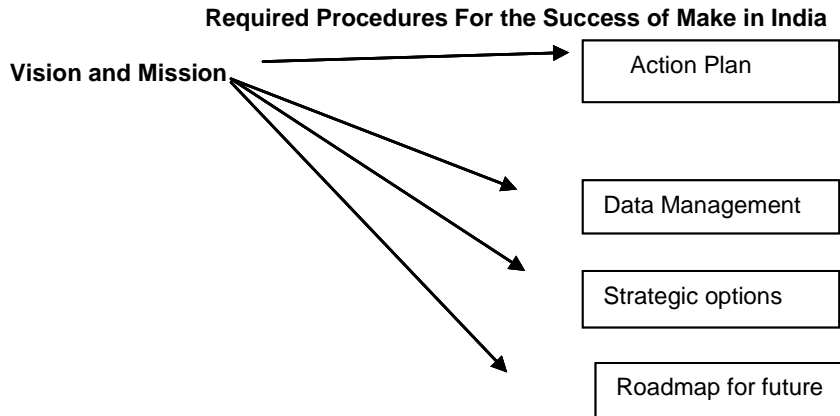 Required Procedures For the Success of Make in India
Vision and Mission
Action Plan
Data Management
Strategic options
Roadmap for future